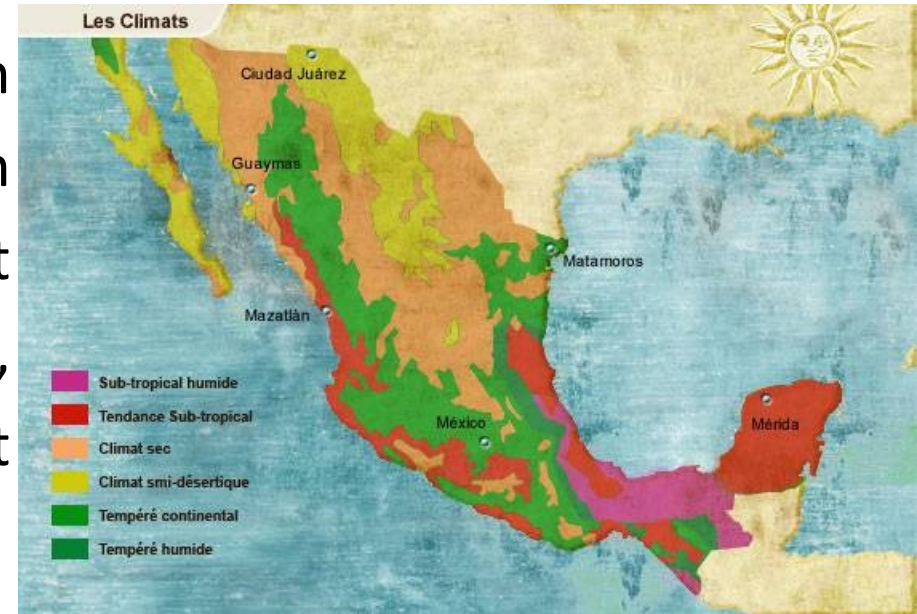 Les Climats
n
Ciudad Juárez
n
Guaymas
t
Matamoros
Mazatlàn
,
Sub-tropical humide
Tendance Sub-tropical
México
Mérida
t
Climat sec
Climat smi-désertique
Tempéré continental
Tempéré humide